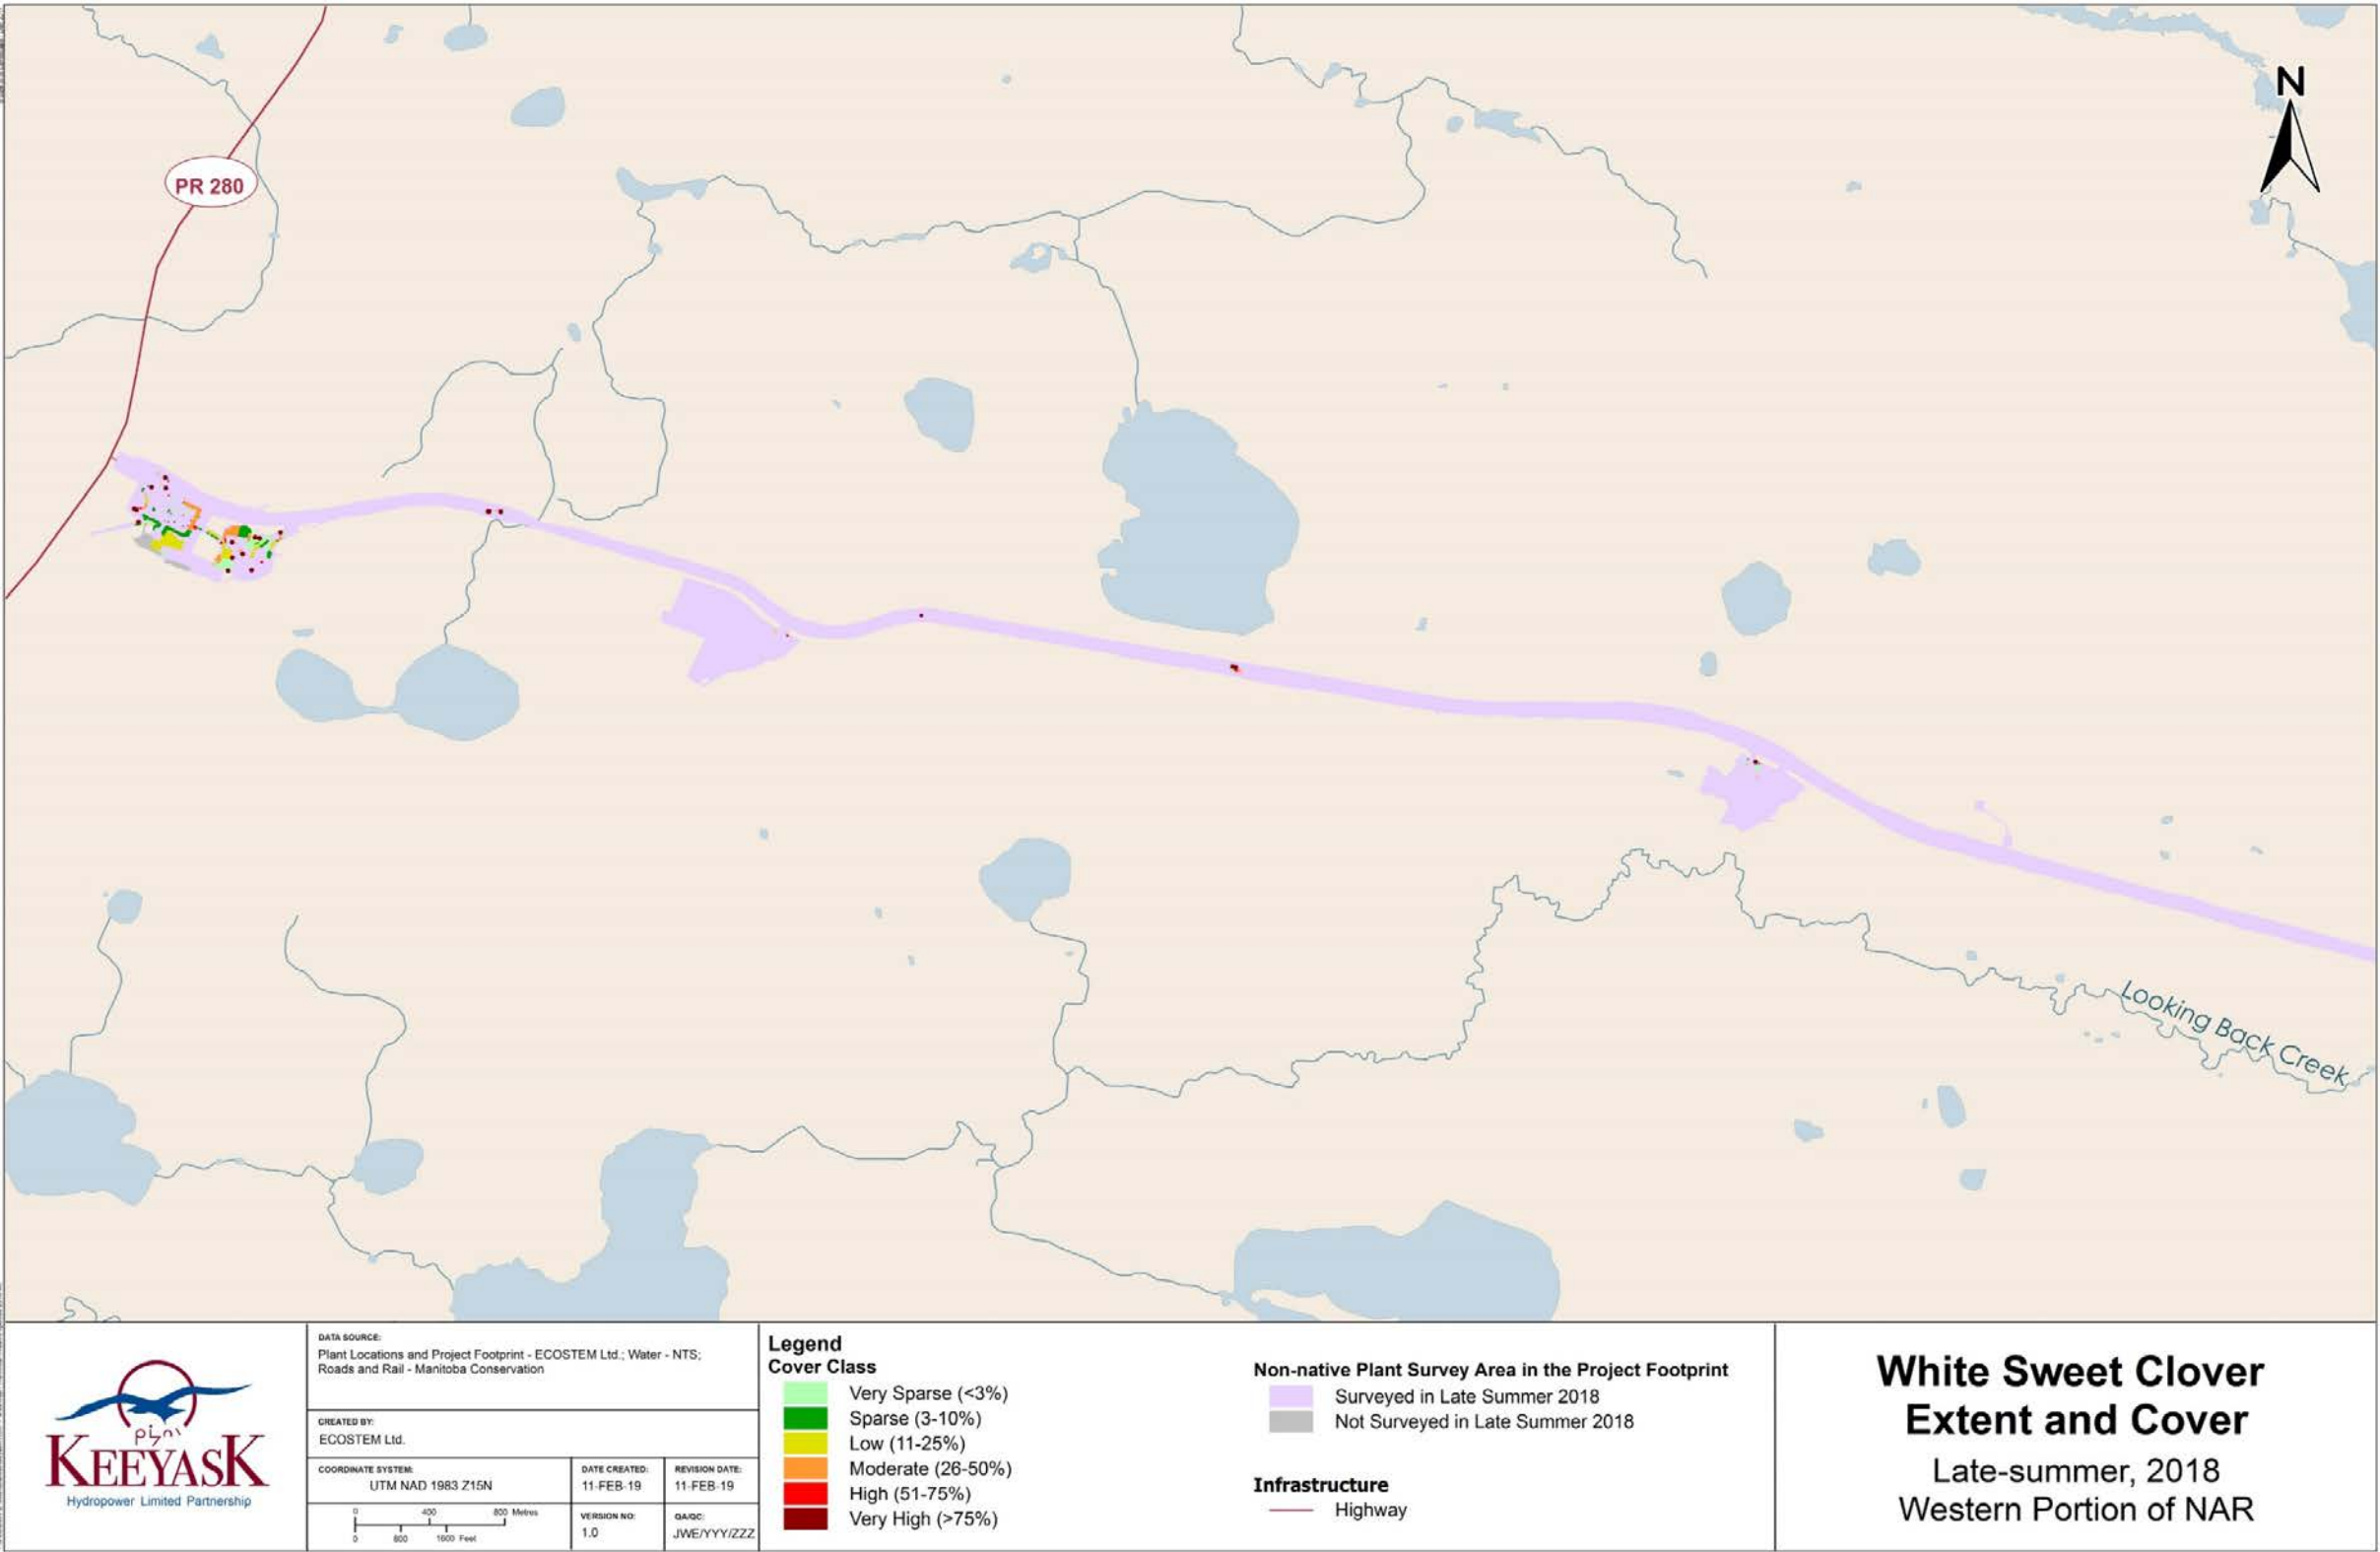 N
PR 280
Looking Back Creek
KEEYASK
Hydropower Limited Partnership
DATA SOURCE:
Plant Locations and Project Footprint - ECOSTEM Ltd.; Water - NTS;
Roads and Rail - Manitoba Conservation
CREATED BY:
ECOSTEM Ltd.
COORDINATE SYSTEM:
UTM NAD 1983 Z15N
DATE CREATED:
11-FEB-19
REVISION DATE:
11-FEB-19
0 400 800 Metres
0 800 1600 Feet
VERSION NO:
1.0
QA/QC:
JWE/YYY/ZZZ
Legend
Cover Class
Very Sparse (<3%)
Sparse (3-10%)
Low (11-25%)
Moderate (26-50%)
High (51-75%)
Very High (>75%)
Non-native Plant Survey Area in the Project Footprint
Surveyed in Late Summer 2018
Not Surveyed in Late Summer 2018
Infrastructure
Highway
White Sweet Clover
Extent and Cover
Late-summer, 2018
Western Portion of NAR